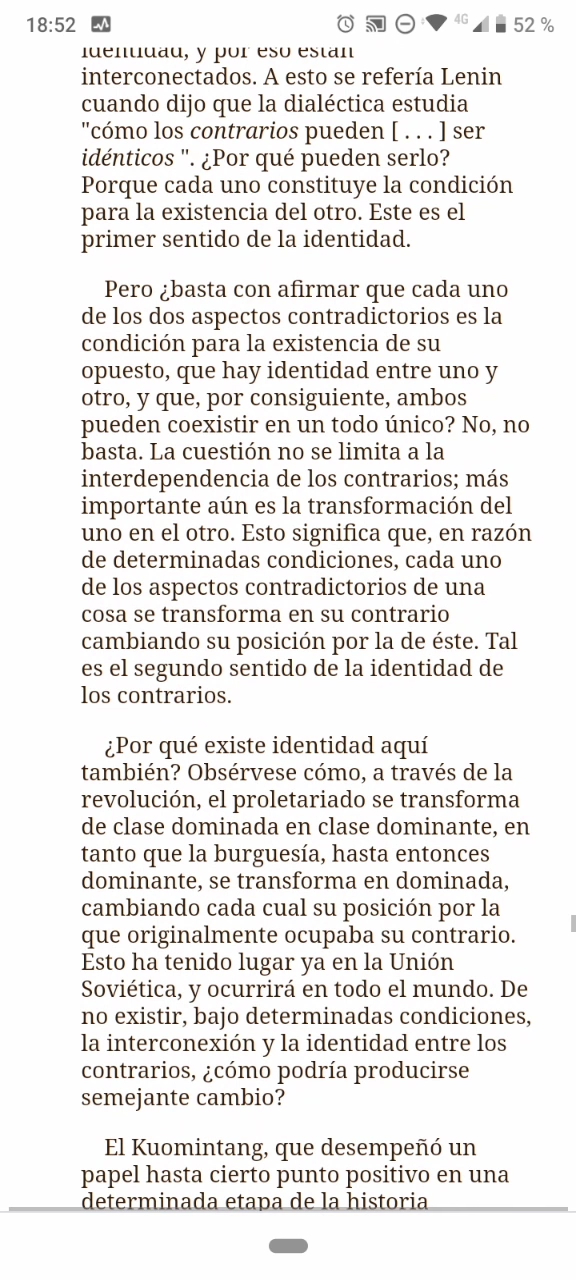 18:52
4G
52 %
identidad, y por eso están
interconectados. A esto se refería Lenin
cuando dijo que la dialéctica estudia
"cómo los contrarios pueden [ . . . ] ser
idénticos ". ¿Por qué pueden serlo?
Porque cada uno constituye la condición
para la existencia del otro. Este es el
primer sentido de la identidad.
Pero ¿basta con afirmar que cada uno
de los dos aspectos contradictorios es la
condición para la existencia de su
opuesto, que hay identidad entre uno y
otro, y que, por consiguiente, ambos
pueden coexistir en un todo único? No, no
basta. La cuestión no se limita a la
interdependencia de los contrarios; más
importante aún es la transformación del
uno en el otro. Esto significa que, en razón
de determinadas condiciones, cada uno
de los aspectos contradictorios de una
cosa se transforma en su contrario
cambiando su posición por la de éste. Tal
es el segundo sentido de la identidad de
los contrarios.
¿Por qué existe identidad aquí
también? Obsérvese cómo, a través de la
revolución, el proletariado se transforma
de clase dominada en clase dominante, en
tanto que la burguesía, hasta entonces
dominante, se transforma en dominada,
cambiando cada cual su posición por la
que originalmente ocupaba su contrario.
Esto ha tenido lugar ya en la Unión
Soviética, y ocurrirá en todo el mundo. De
no existir, bajo determinadas condiciones,
la interconexión y la identidad entre los
contrarios, ¿cómo podría producirse
semejante cambio?
El Kuomintang, que desempeñó un
papel hasta cierto punto positivo en una
determinada etapa de la historia